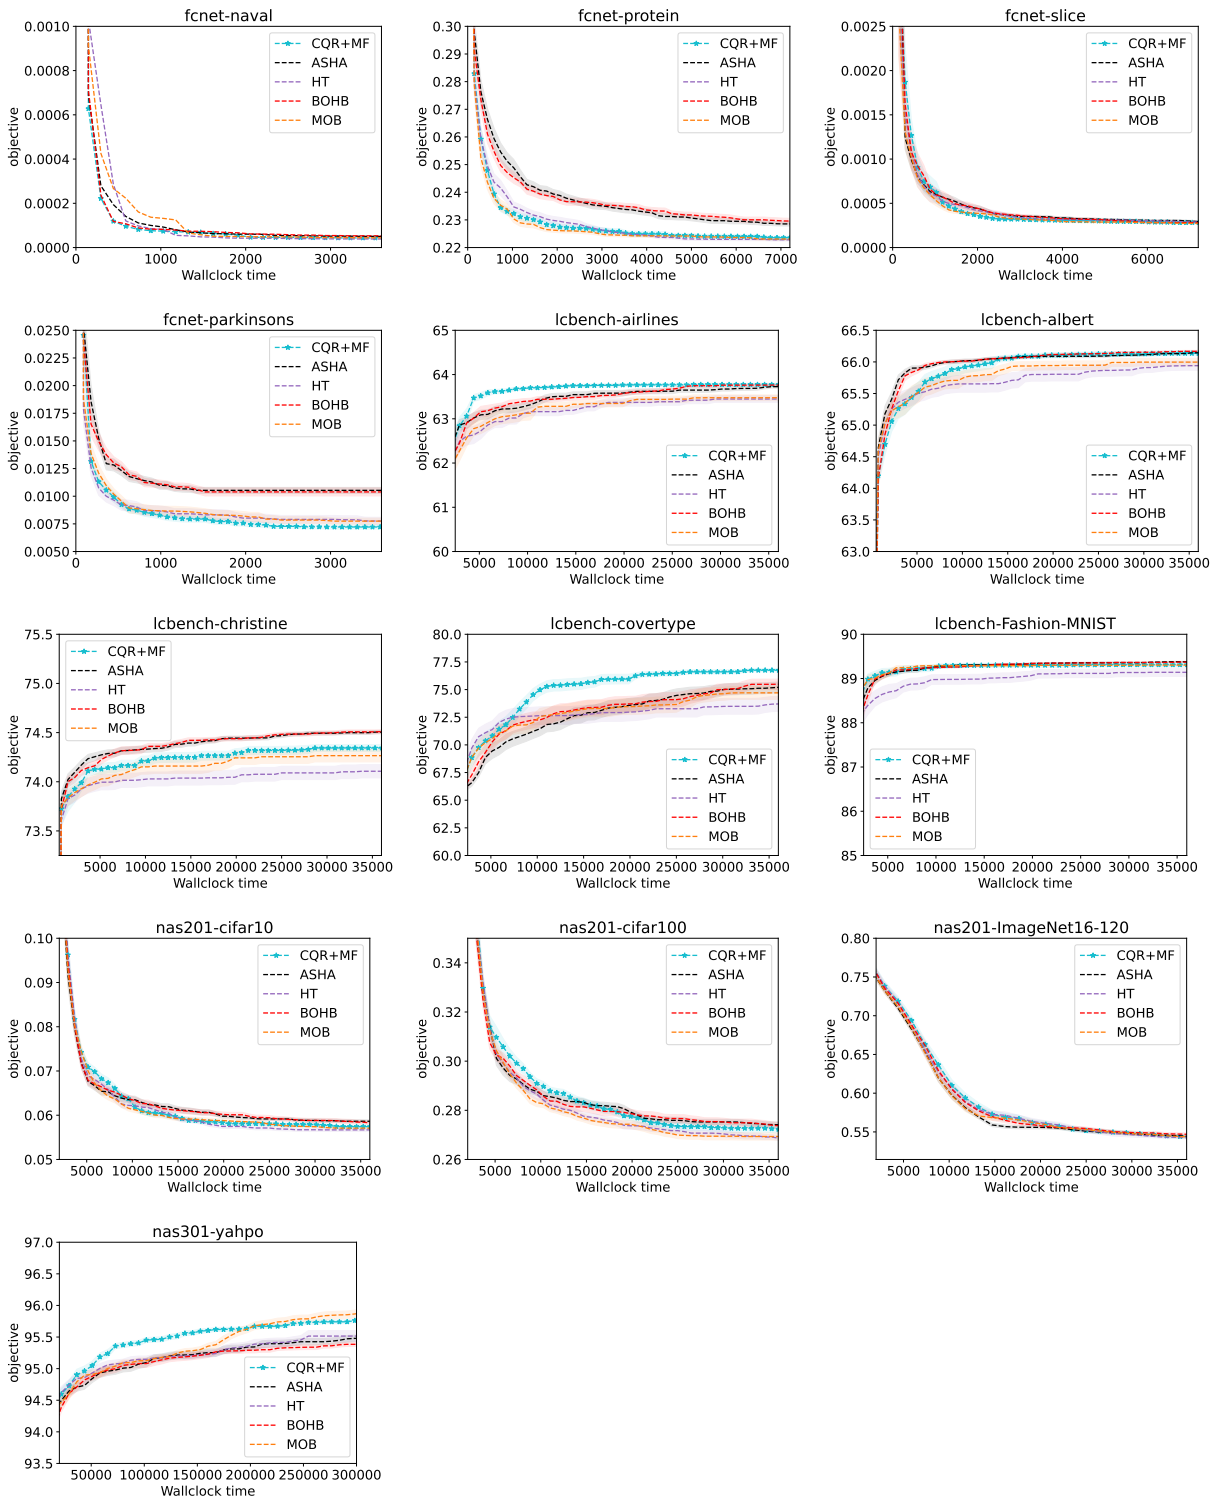 fcnet-naval
0.0010
0.0008
0.0006
0.0004
0.0002
0.0000
objective
0 1000 2000 3000
Wallclock time
CQR+MF
ASHA
HT
BOHB
MOB
fcnet-protein
0.30
0.29
0.28
0.27
0.26
0.25
0.24
0.23
0.22
objective
0 1000 2000 3000 4000 5000 6000 7000
Wallclock time
CQR+MF
ASHA
HT
BOHB
MOB
fcnet-slice
0.0025
0.0020
0.0015
0.0010
0.0005
0.0000
objective
0 2000 4000 6000
Wallclock time
CQR+MF
ASHA
HT
BOHB
MOB
fcnet-parkinsons
0.0250
0.0225
0.0200
0.0175
0.0150
0.0125
0.0100
0.0075
0.0050
objective
0 1000 2000 3000
Wallclock time
CQR+MF
ASHA
HT
BOHB
MOB
lcbench-airlines
65
64
63
62
61
60
objective
5000 10000 15000 20000 25000 30000 35000
Wallclock time
CQR+MF
ASHA
HT
BOHB
MOB
lcbench-albert
66.5
66.0
65.5
65.0
64.5
64.0
63.5
63.0
objective
5000 10000 15000 20000 25000 30000 35000
Wallclock time
CQR+MF
ASHA
HT
BOHB
MOB
lcbench-christine
75.5
75.0
74.5
74.0
73.5
objective
5000 10000 15000 20000 25000 30000 35000
Wallclock time
CQR+MF
ASHA
HT
BOHB
MOB
lcbench-covertype
80.0
77.5
75.0
72.5
70.0
67.5
65.0
62.5
60.0
objective
5000 10000 15000 20000 25000 30000 35000
Wallclock time
CQR+MF
ASHA
HT
BOHB
MOB
lcbench-Fashion-MNIST
90
89
88
87
86
85
objective
5000 10000 15000 20000 25000 30000 35000
Wallclock time
CQR+MF
ASHA
HT
BOHB
MOB
nas201-cifar10
0.10
0.09
0.08
0.07
0.06
0.05
objective
5000 10000 15000 20000 25000 30000 35000
Wallclock time
CQR+MF
ASHA
HT
BOHB
MOB
nas201-cifar100
0.34
0.32
0.30
0.28
0.26
objective
5000 10000 15000 20000 25000 30000 35000
Wallclock time
CQR+MF
ASHA
HT
BOHB
MOB
nas201-ImageNet16-120
0.80
0.75
0.70
0.65
0.60
0.55
objective
5000 10000 15000 20000 25000 30000 35000
Wallclock time
CQR+MF
ASHA
HT
BOHB
MOB
nas301-yahpo
97.0
96.5
96.0
95.5
95.0
94.5
94.0
93.5
objective
50000 100000 150000 200000 250000 300000
Wallclock time
CQR+MF
ASHA
HT
BOHB
MOB